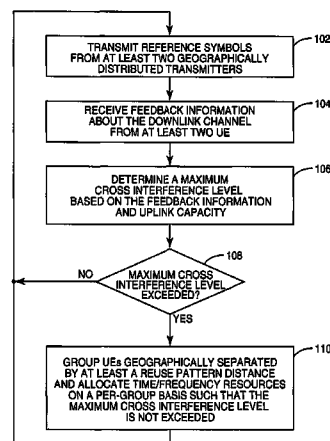 102
TRANSMIT REFERENCE SYMBOLS
FROM AT LEAST TWO GEOGRAPHICALLY
DISTRIBUTED TRANSMITTERS
104
RECEIVE FEEDBACK INFORMATION
ABOUT THE DOWNLINK CHANNEL
FROM AT LEAST TWO UE
106
DETERMINE A MAXIMUM
CROSS INTERFERENCE LEVEL
BASED ON THE FEEDBACK INFORMATION
AND UPLINK CAPACITY
108
NO
MAXIMUM CROSS
INTERFERENCE LEVEL
EXCEEDED?
YES
110
GROUP UEs GEOGRAPHICALLY SEPARATED
BY AT LEAST A REUSE PATTERN DISTANCE
AND ALLOCATE TIME/FREQUENCY RESOURCES
ON A PER-GROUP BASIS SUCH THAT THE
MAXIMUM CROSS INTERFERENCE LEVEL
IS NOT EXCEEDED